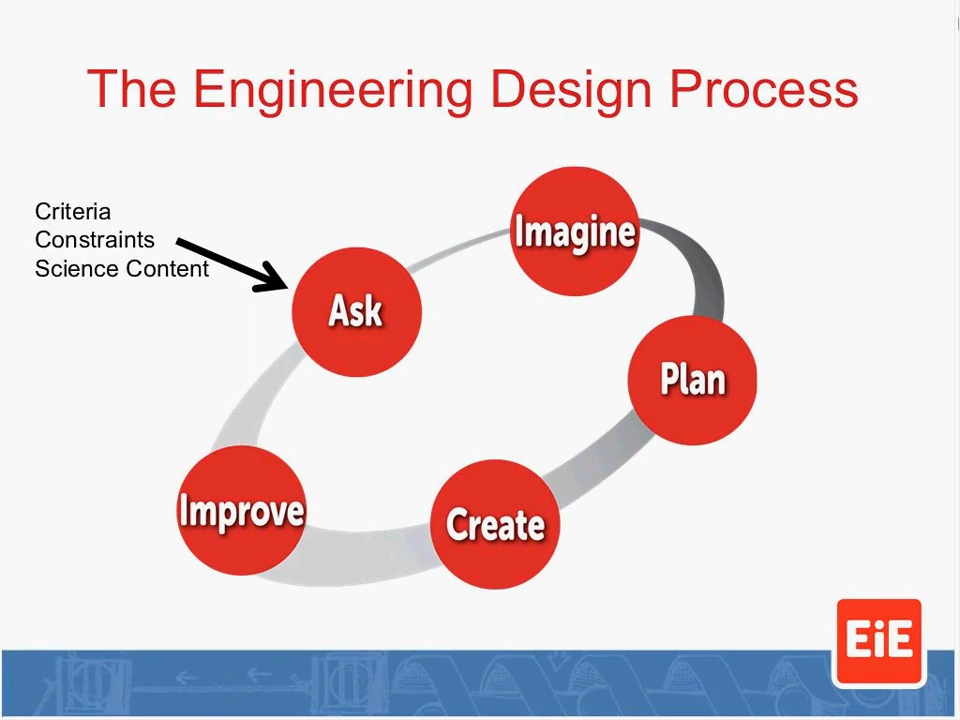 The Engineering Design Process
Criteria
Constraints
Science Content
Imagine
Ask
Plan
Improve
Create
EiE